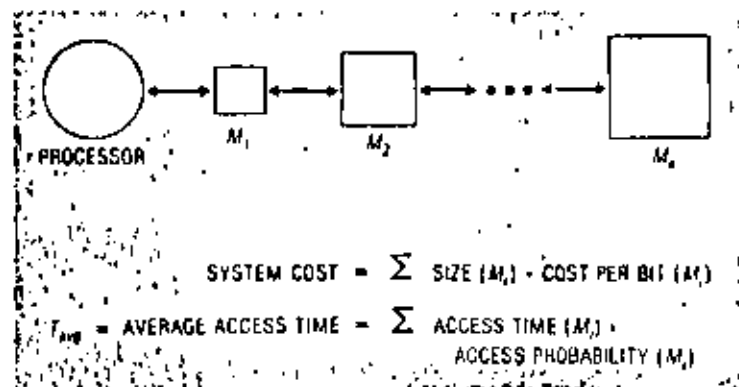 M₁
M₂
Mₙ
PROCESSOR
SYSTEM COST = Σ SIZE (Mᵢ) · COST PER BIT (Mᵢ)
T_AVG = AVERAGE ACCESS TIME = Σ ACCESS TIME (Mᵢ) ·
ACCESS PROBABILITY (Mᵢ)